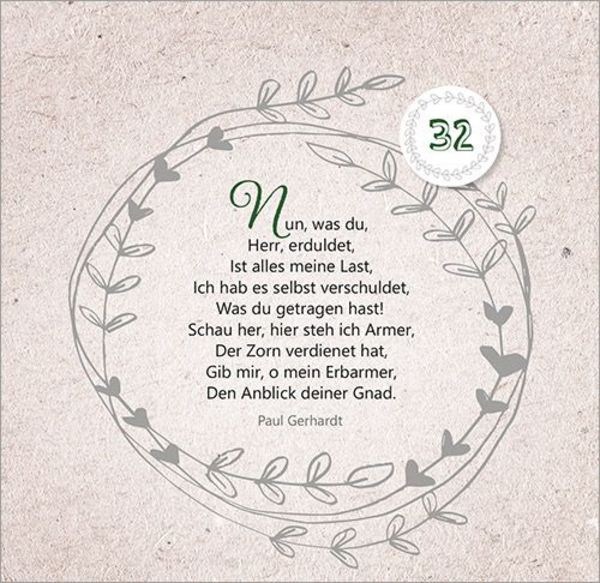 32
Nun, was du,
Herr, erduldet,
Ist alles meine Last,
Ich hab es selbst verschuldet,
Was du getragen hast!
Schau her, hier steh ich Armer,
Der Zorn verdienet hat,
Gib mir, o mein Erbarmer,
Den Anblick deiner Gnad.
Paul Gerhardt